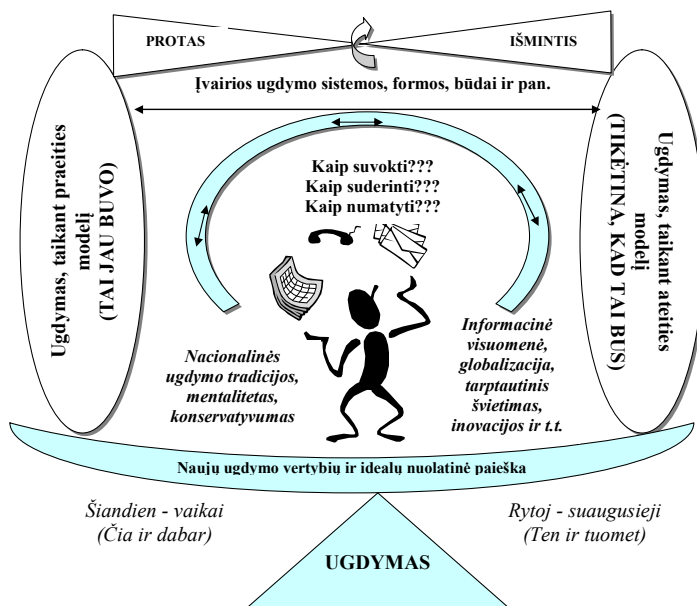 PROTAS
IŠMINTIS
Įvairios ugdymo sistemos, formos, būdai ir pan.
Ugdymas, taikant praeities
modelį
(TAI JAU BUVO)
Ugdymas, taikant ateities
modelį
(TIKĖTINA, KAD TAI BUS)
Kaip suvokti???
Kaip suderinti???
Kaip numatyti???
Nacionalinės
ugdymo tradicijos,
mentalitetas,
konservatyvumas
Informacinė
visuomenė,
globalizacija,
tarptautinis
švietimas,
inovacijos ir t.t.
Naujų ugdymo vertybių ir idealų nuolatinė paieška
Šiandien - vaikai
(Čia ir dabar)
Rytoj - suaugusieji
(Ten ir tuomet)
UGDYMAS